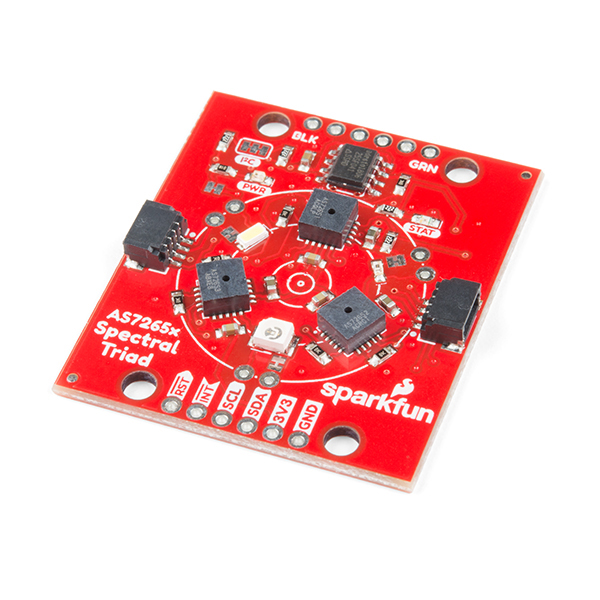 BLK
GRN
I²C
PWR
STAT
AS7265x
Spectral
Triad
sparkfun
RST
INT
SCL
SDA
3V3
GND